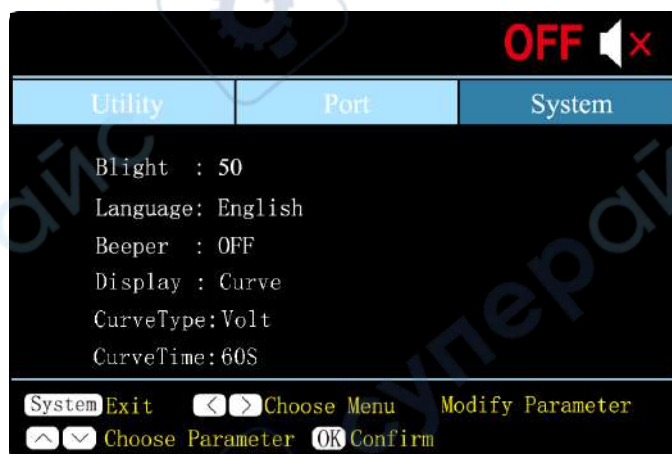 OFF
Utility Port System
Blight : 50
Language: English
Beeper : OFF
Display : Curve
CurveType:Volt
CurveTime:60S
System Exit < > Choose Menu Modify Parameter
Choose Parameter OK Confirm